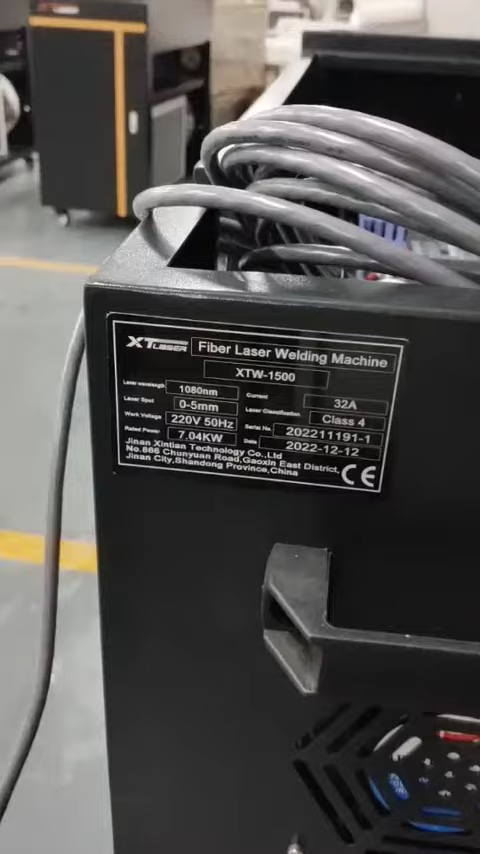 XT LASER Fiber Laser Welding Machine
XTW-1500
Laser wavelength 1080nm Current 32A
Laser Spot 0-5mm Laser Classification Class 4
Work Voltage 220V 50Hz Serial No. 202211191-1
Rated Power 7.04KW Date 2022-12-12
Jinan Xintian Technology Co.,Ltd
No.866 Chunyuan Road,Gaoxin East District,
Jinan City,Shandong Province,China CE